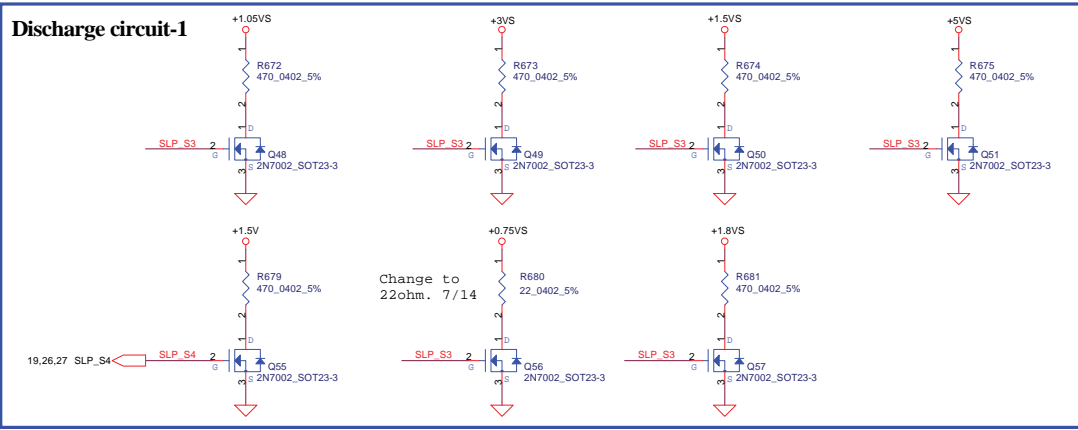 Discharge circuit-1
+1.05VS
1
R672
470_0402_5%
2
1
D
SLP_S3
2
G
Q48
2N7002_SOT23-3
3
S
+3VS
1
R673
470_0402_5%
2
1
D
SLP_S3
2
G
Q49
2N7002_SOT23-3
3
S
+1.5VS
1
R674
470_0402_5%
2
1
D
SLP_S3
2
G
Q50
2N7002_SOT23-3
3
S
+5VS
1
R675
470_0402_5%
2
1
D
SLP_S3
2
G
Q51
2N7002_SOT23-3
3
S
+1.5V
1
R679
470_0402_5%
2
1
D
19,26,27 SLP_S4
SLP_S4
2
G
Q55
2N7002_SOT23-3
3
S
Change to
22ohm. 7/14
+0.75VS
1
R680
22_0402_5%
2
1
D
SLP_S3
2
G
Q56
2N7002_SOT23-3
3
S
+1.8VS
1
R681
470_0402_5%
2
1
D
SLP_S3
2
G
Q57
2N7002_SOT23-3
3
S